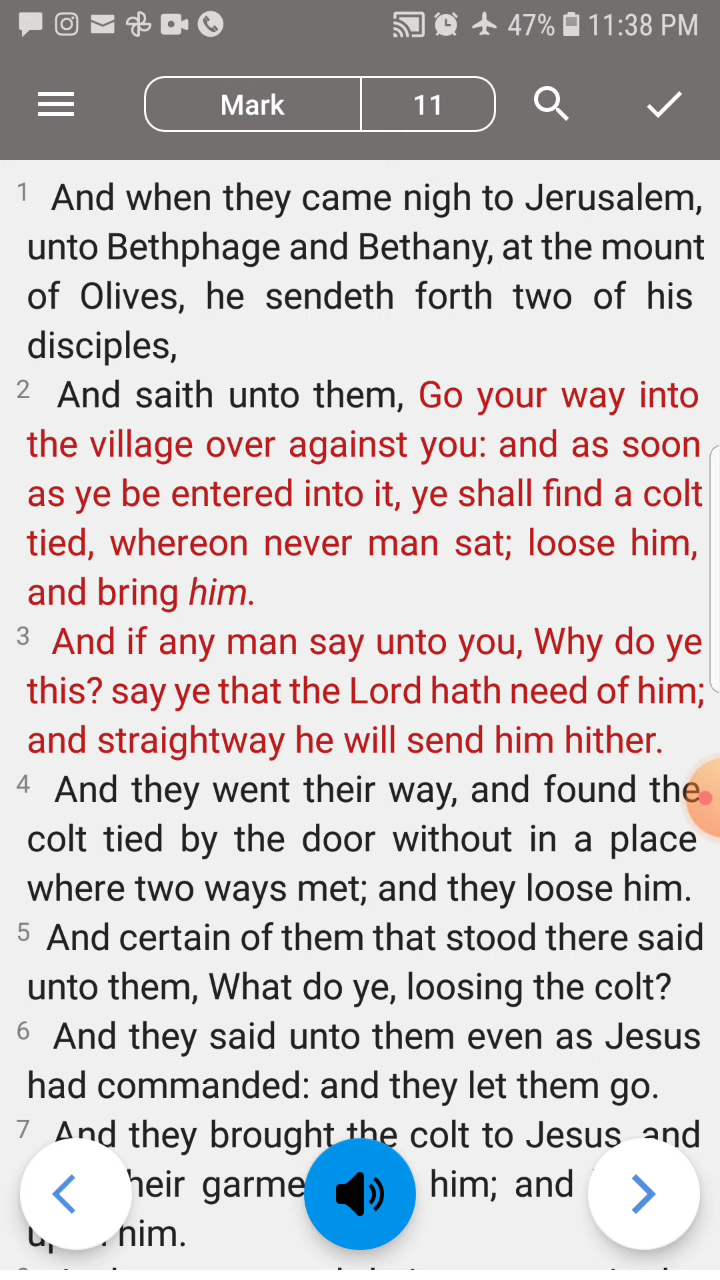 47% 11:38 PM
Mark 11
1 And when they came nigh to Jerusalem,
unto Bethphage and Bethany, at the mount
of Olives, he sendeth forth two of his
disciples,
2 And saith unto them, Go your way into
the village over against you: and as soon
as ye be entered into it, ye shall find a colt
tied, whereon never man sat; loose him,
and bring him.
3 And if any man say unto you, Why do ye
this? say ye that the Lord hath need of him;
and straightway he will send him hither.
4 And they went their way, and found the
colt tied by the door without in a place
where two ways met; and they loose him.
5 And certain of them that stood there said
unto them, What do ye, loosing the colt?
6 And they said unto them even as Jesus
had commanded: and they let them go.
7 And they brought the colt to Jesus, and
him; and
him.